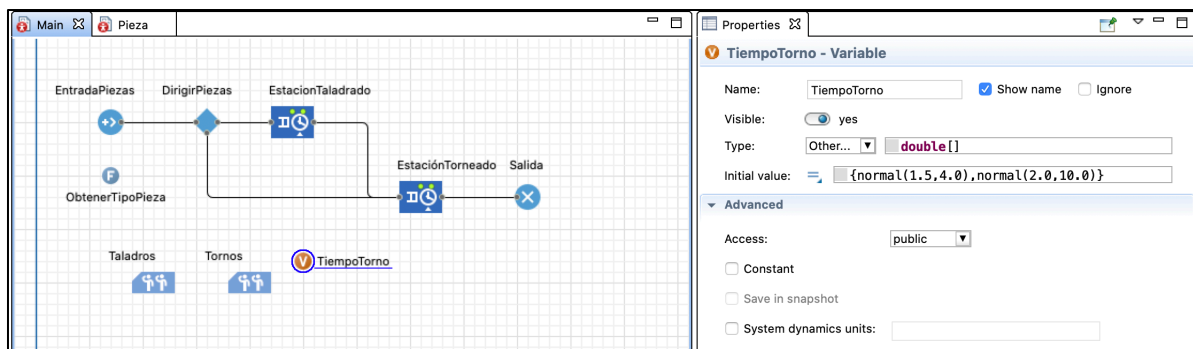 Main
Pieza
EntradaPiezas
DirigirPiezas
EstacionTaladrado
F
ObtenerTipoPieza
EstaciónTorneado
Salida
Taladros
Tornos
V
TiempoTorno
Properties
V TiempoTorno - Variable
Name: TiempoTorno Show name Ignore
Visible: yes
Type: Other... double[]
Initial value: {normal(1.5,4.0),normal(2.0,10.0)}
Advanced
Access: public
Constant
Save in snapshot
System dynamics units: